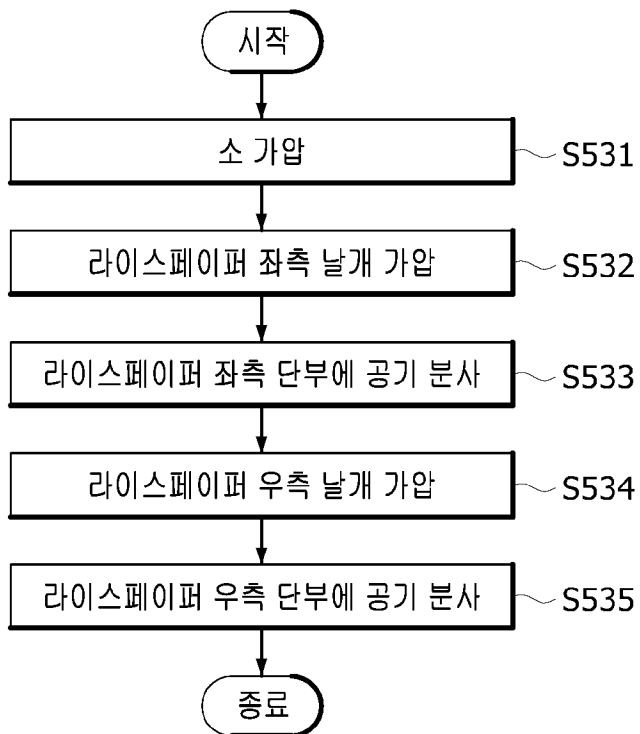 시작
소 가압
S531
라이스페이퍼 좌측 날개 가압
S532
라이스페이퍼 좌측 단부에 공기 분사
S533
라이스페이퍼 우측 날개 가압
S534
라이스페이퍼 우측 단부에 공기 분사
S535
종료